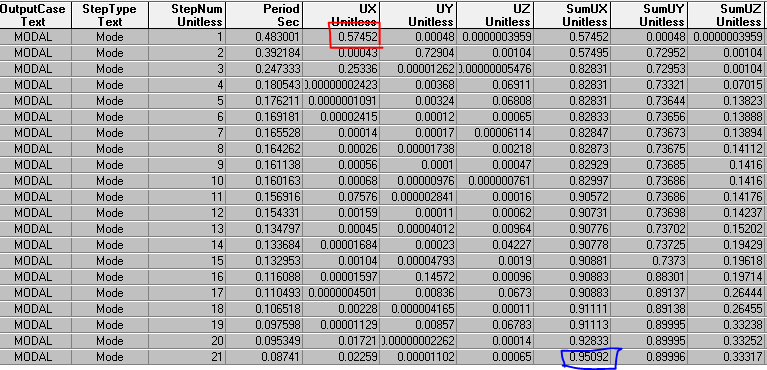 OutputCase StepType StepNum Period UX UY UZ SumUX SumUY SumUZ
Text Text Unitless Sec Unitless Unitless Unitless Unitless Unitless Unitless
MODAL Mode 1 0.483001 0.57452 0.00048 0.0000003959 0.57452 0.00048 0.0000003959
MODAL Mode 2 0.392184 0.00043 0.72904 0.00104 0.57495 0.72952 0.00104
MODAL Mode 3 0.247333 0.25336 0.00001262 0.00000005476 0.82831 0.72953 0.00104
MODAL Mode 4 0.180543 0.00000002423 0.00368 0.06911 0.82831 0.73321 0.07015
MODAL Mode 5 0.176211 0.0000001091 0.00324 0.06808 0.82831 0.73644 0.13823
MODAL Mode 6 0.169181 0.00002415 0.00012 0.00065 0.82833 0.73656 0.13888
MODAL Mode 7 0.165528 0.00014 0.00017 0.00006114 0.82847 0.73673 0.13894
MODAL Mode 8 0.164262 0.00026 0.00001738 0.00218 0.82873 0.73675 0.14112
MODAL Mode 9 0.161138 0.00056 0.0001 0.00047 0.82929 0.73685 0.1416
MODAL Mode 10 0.160163 0.00068 0.00000976 0.000000761 0.82997 0.73686 0.1416
MODAL Mode 11 0.156916 0.07576 0.000002841 0.00016 0.90572 0.73686 0.14176
MODAL Mode 12 0.154331 0.00159 0.00011 0.00062 0.90731 0.73698 0.14237
MODAL Mode 13 0.134797 0.00045 0.00004012 0.00964 0.90776 0.73702 0.15202
MODAL Mode 14 0.133684 0.00001684 0.00023 0.04227 0.90778 0.73725 0.19429
MODAL Mode 15 0.132953 0.00104 0.00004793 0.0019 0.90881 0.7373 0.19618
MODAL Mode 16 0.116088 0.00001597 0.14572 0.00096 0.90883 0.88301 0.19714
MODAL Mode 17 0.110493 0.0000004501 0.00836 0.0673 0.90883 0.89137 0.26444
MODAL Mode 18 0.106518 0.00228 0.000004165 0.00011 0.91111 0.89138 0.26455
MODAL Mode 19 0.097598 0.00001129 0.00857 0.06783 0.91113 0.89995 0.33238
MODAL Mode 20 0.095349 0.01721 0.00000002262 0.00014 0.92833 0.89995 0.33252
MODAL Mode 21 0.08741 0.02259 0.00001102 0.00065 0.95092 0.89996 0.33317